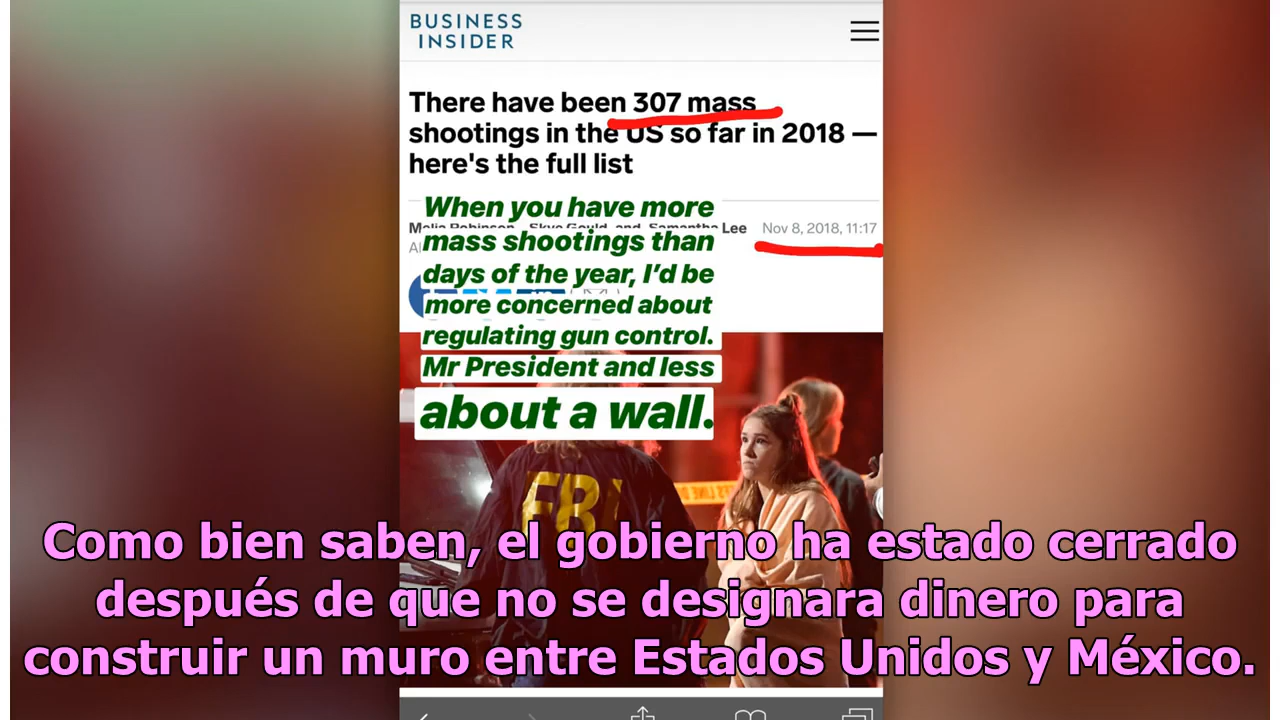 BUSINESS
INSIDER
There have been 307 mass
shootings in the US so far in 2018 —
here's the full list
When you have more
Lee Nov 8, 2018, 11:17
mass shootings than
days of the year, I'd be
more concerned about
regulating gun control.
Mr President and less
about a wall.
FBI
Como bien saben, el gobierno ha estado cerrado
después de que no se designara dinero para
construir un muro entre Estados Unidos y México.